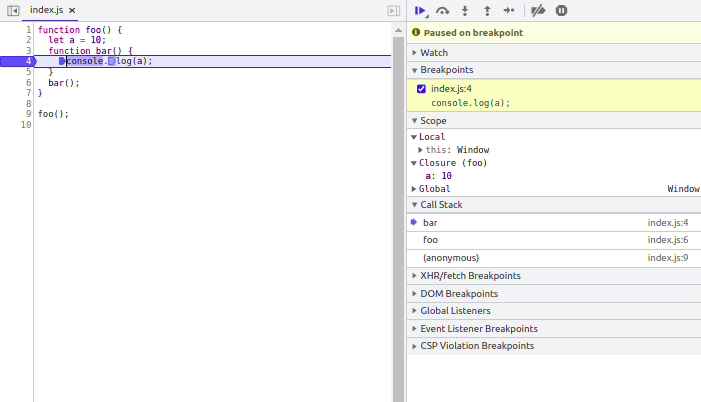 index.js ×
1 function foo() {
2 let a = 10;
3 function bar() {
4 console.log(a);
5 }
6 bar();
7 }
8
9 foo();
10
Paused on breakpoint
Watch
Breakpoints
index.js:4
console.log(a);
Scope
Local
this: Window
Closure (foo)
a: 10
Global Window
Call Stack
bar index.js:4
foo index.js:6
(anonymous) index.js:9
XHR/fetch Breakpoints
DOM Breakpoints
Global Listeners
Event Listener Breakpoints
CSP Violation Breakpoints